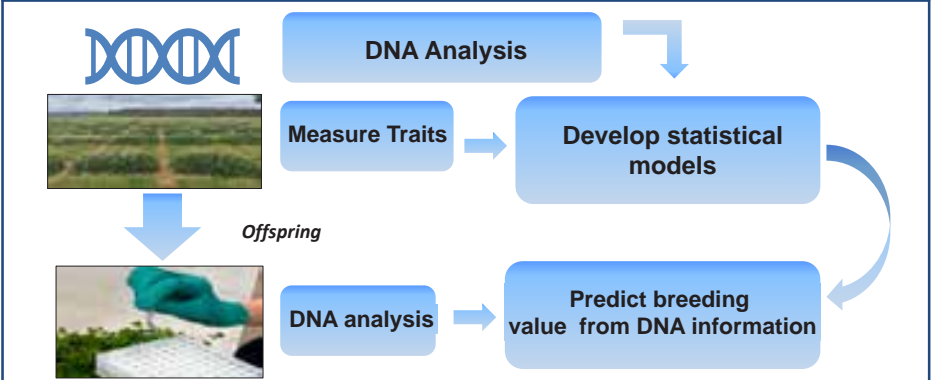 DNA Analysis
Measure Traits
Develop statistical
models
Offspring
DNA analysis
Predict breeding
value from DNA information